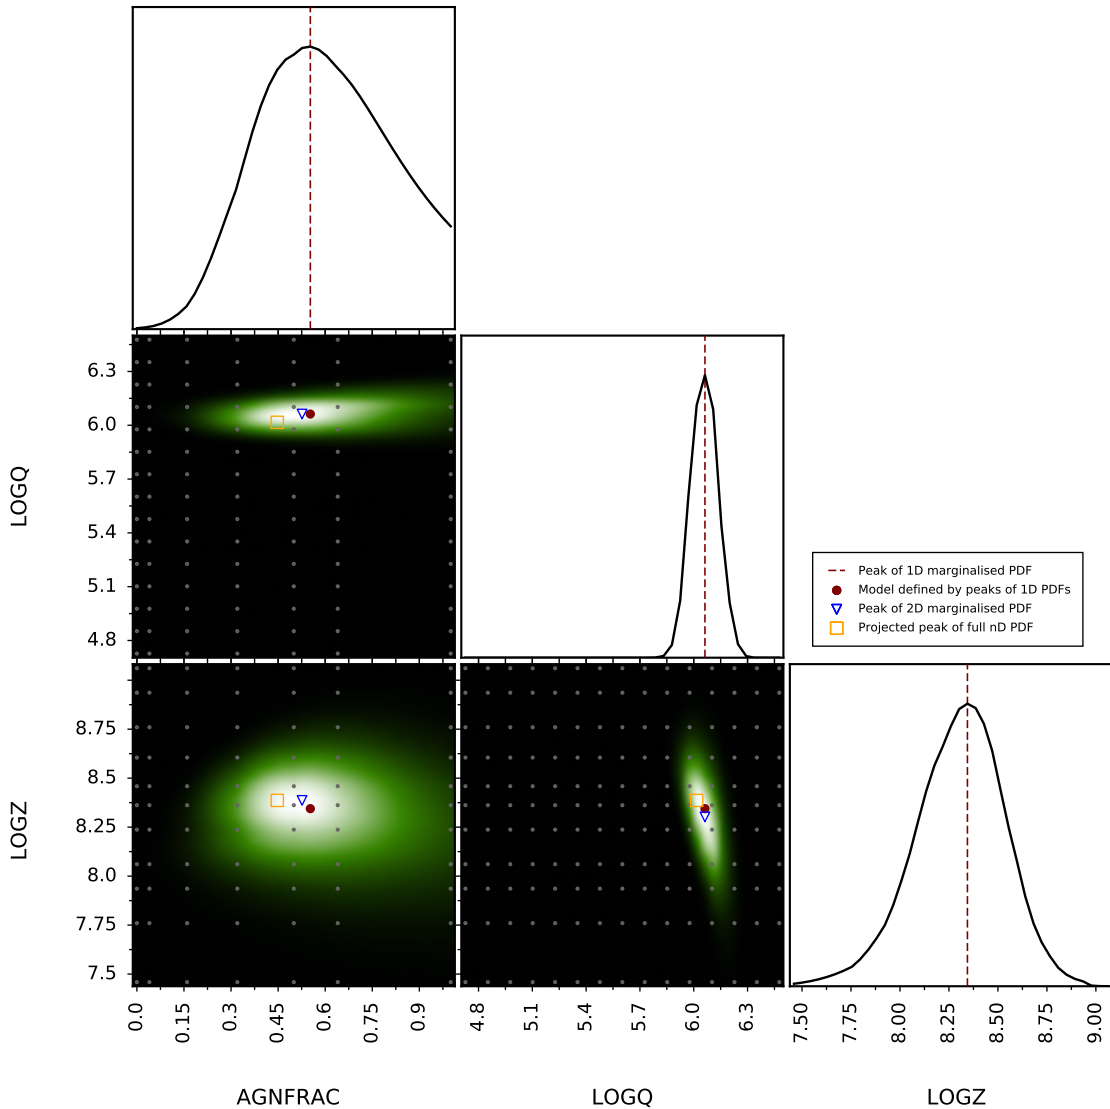 6.3
6.0
5.7
5.4
5.1
4.8
LOGQ
Peak of 1D marginalised PDF
Model defined by peaks of 1D PDFs
Peak of 2D marginalised PDF
Projected peak of full nD PDF
8.75
8.5
8.25
8.0
7.75
7.5
LOGZ
0.0 0.15 0.3 0.45 0.6 0.75 0.9
4.8 5.1 5.4 5.7 6.0 6.3
7.50 7.75 8.00 8.25 8.50 8.75 9.00
AGNFRAC
LOGQ
LOGZ